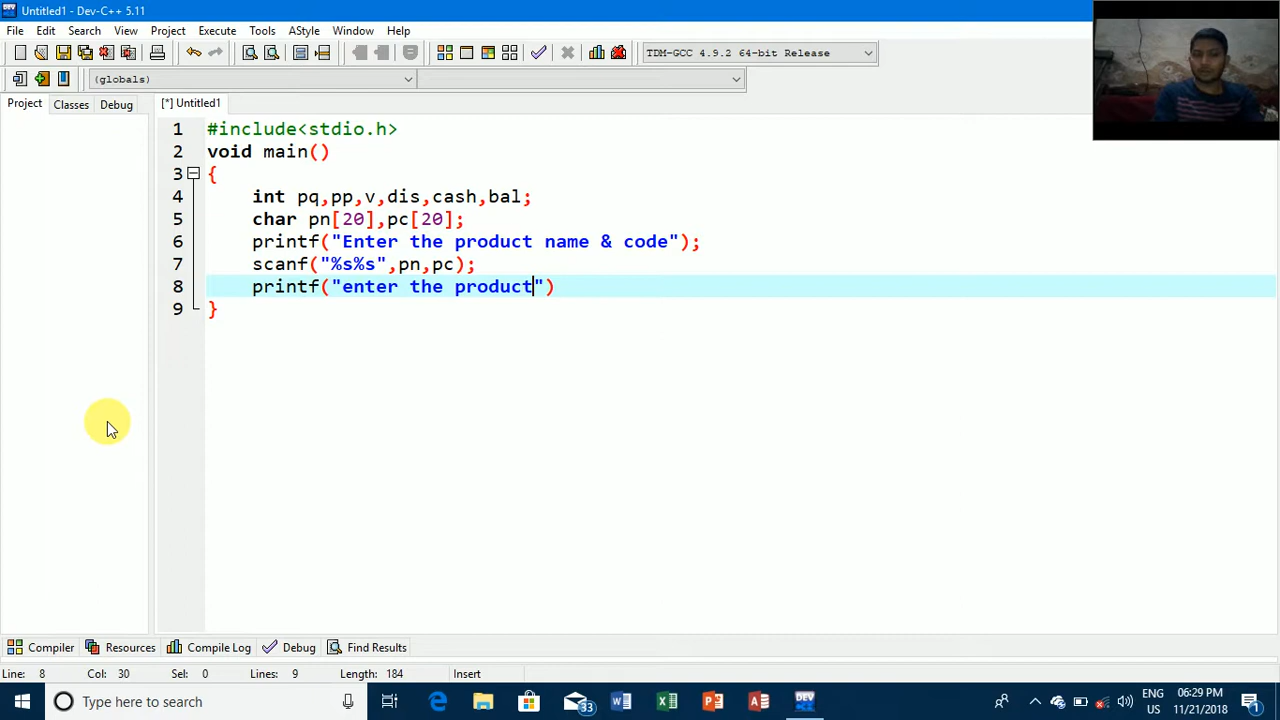 Untitled1 - Dev-C++ 5.11
File Edit Search View Project Execute Tools AStyle Window Help
TDM-GCC 4.9.2 64-bit Release
(globals)
Project Classes Debug [*] Untitled1
1 #include<stdio.h>
2 void main()
3 {
4 int pq,pp,v,dis,cash,bal;
5 char pn[20],pc[20];
6 printf("Enter the product name & code");
7 scanf("%s%s",pn,pc);
8 printf("enter the product")
9 }
Compiler Resources Compile Log Debug Find Results
Line: 8 Col: 30 Sel: 0 Lines: 9 Length: 184 Insert
Type here to search
33
ENG
US
06:29 PM
11/21/2018
1
DEV